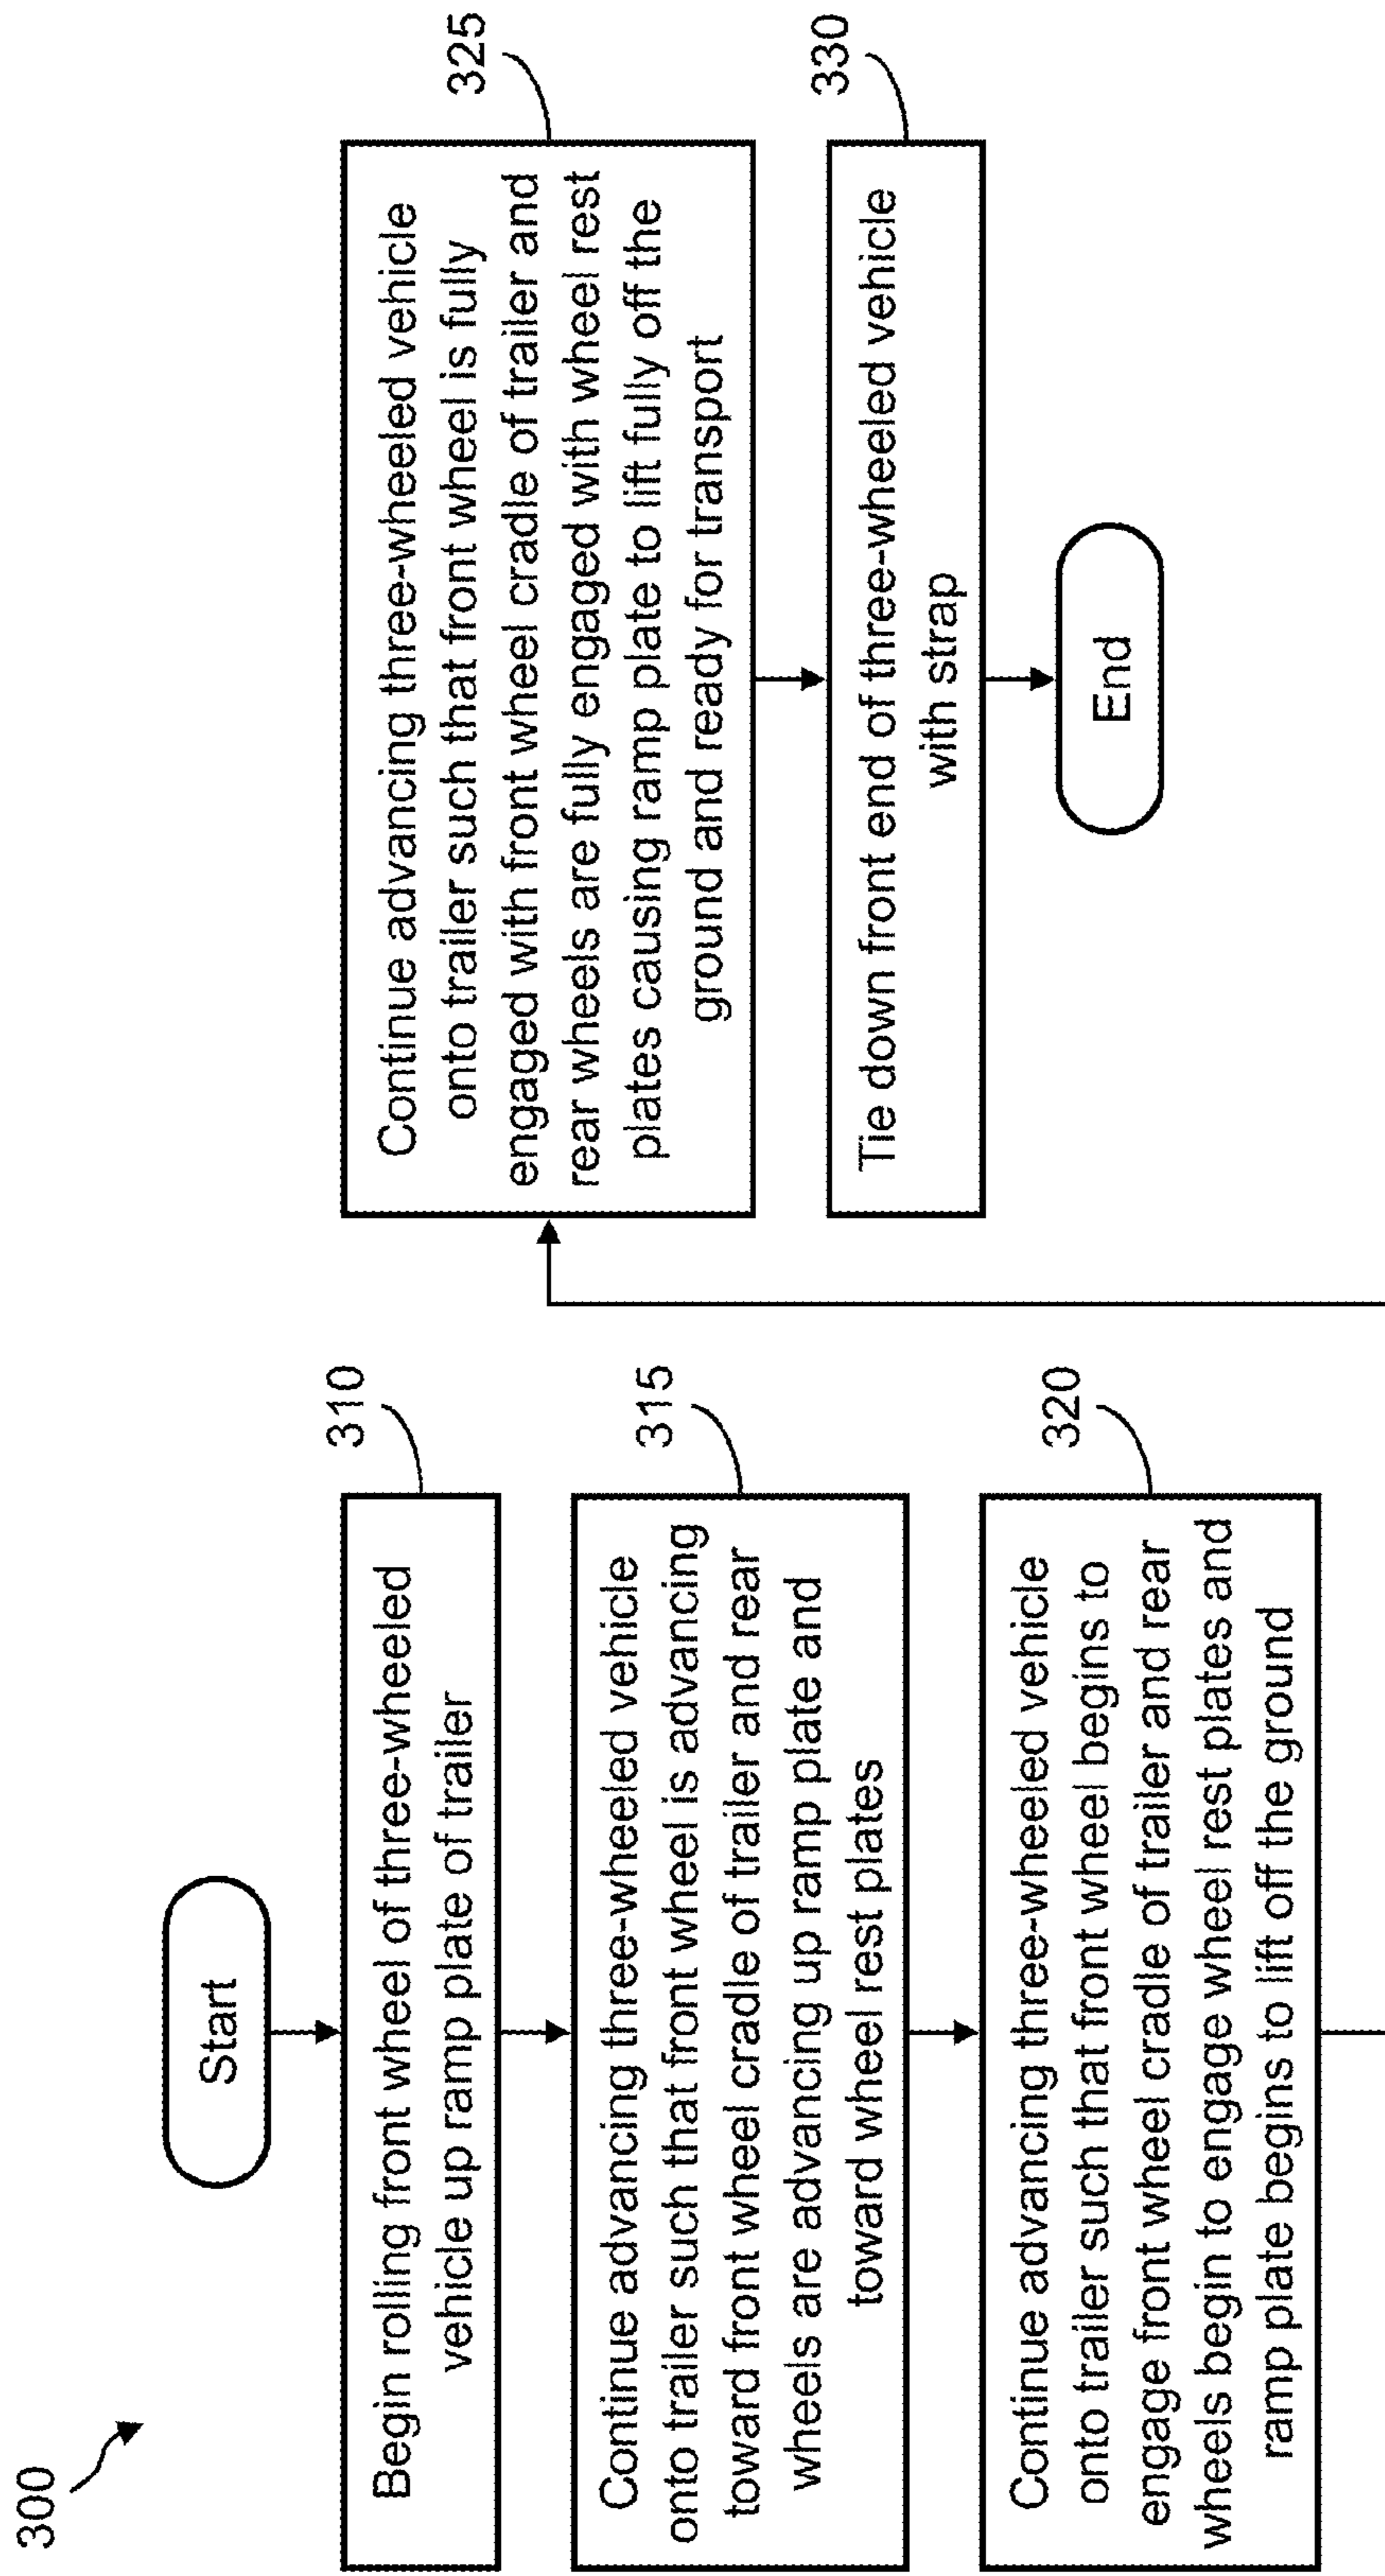 300
Start
310
Begin rolling front wheel of three-wheeled
vehicle up ramp plate of trailer
315
Continue advancing three-wheeled vehicle
onto trailer such that front wheel is advancing
toward front wheel cradle of trailer and rear
wheels are advancing up ramp plate and
toward wheel rest plates
320
Continue advancing three-wheeled vehicle
onto trailer such that front wheel begins to
engage front wheel cradle of trailer and rear
wheels begin to engage wheel rest plates and
ramp plate begins to lift off the ground
325
Continue advancing three-wheeled vehicle
onto trailer such that front wheel is fully
engaged with front wheel cradle of trailer and
rear wheels are fully engaged with wheel rest
plates causing ramp plate to lift fully off the
ground and ready for transport
330
Tie down front end of three-wheeled vehicle
with strap
End